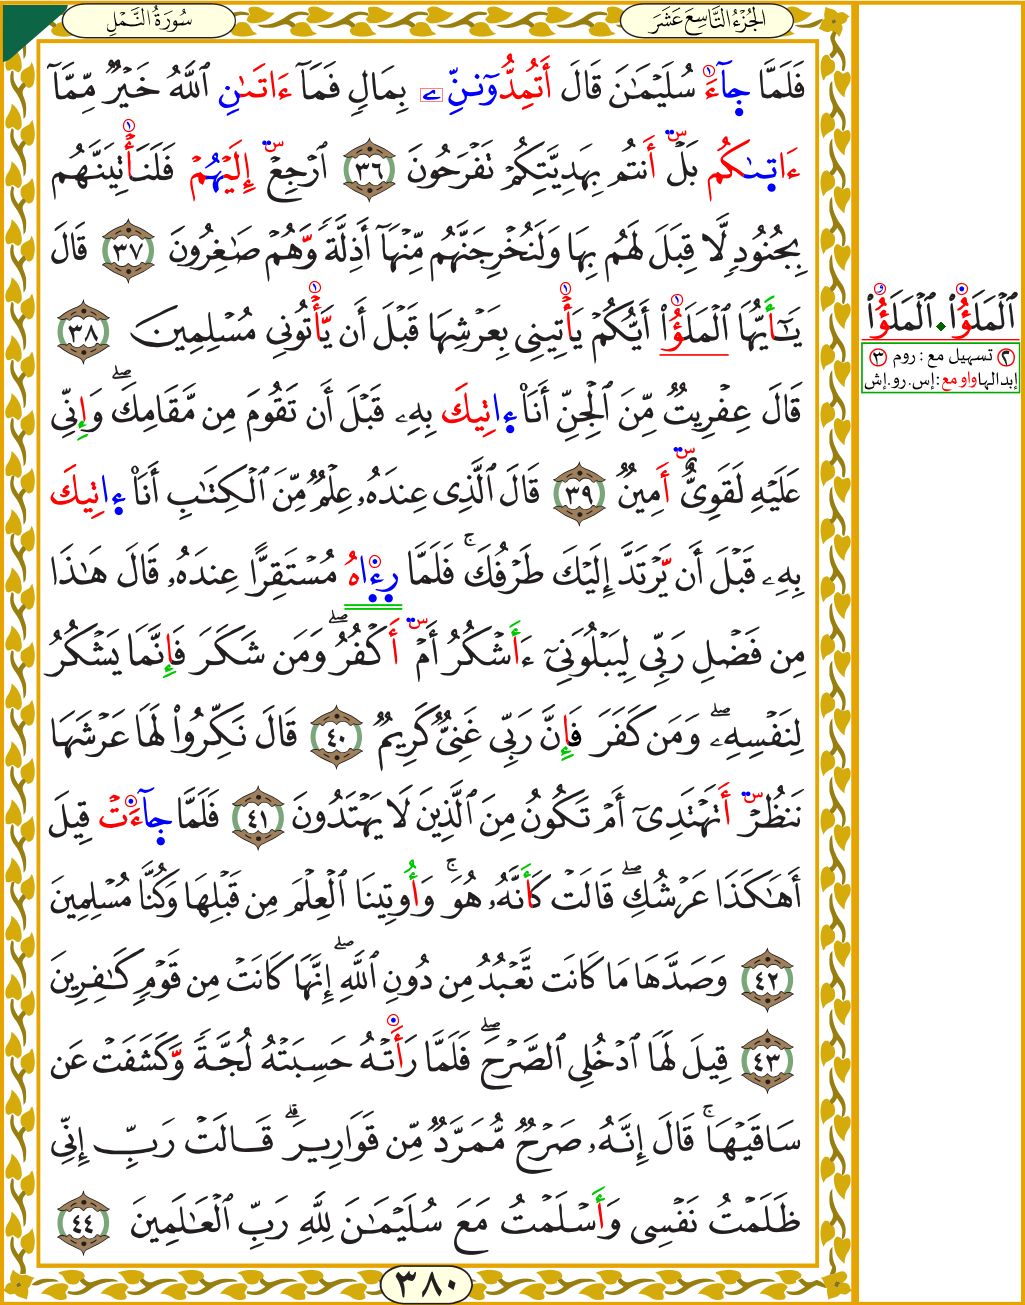 الجُزْءُ التَّاسِعَ عَشَرَ
سُورَةُ النَّمْلِ
فَلَمَّا جَآءَ سُلَيْمَٰنَ قَالَ أَتُمِدُّونَنِّۦ بِمَالٍ فَمَآ ءَاتَىٰنِ ٱللَّهُ خَيْرٌ مِّمَّآ
ءَاتَىٰكُم بَلْ أَنتُم بِهَدِيَّتِكُمْ تَفْرَحُونَ ٣٦ ٱرْجِعْ إِلَيْهُمْ فَلَنَأْتِيَنَّهُم
بِجُنُودٍ لَّا قِبَلَ لَهُم بِهَا وَلَنُخْرِجَنَّهُم مِّنْهَآ أَذِلَّةً وَهُمْ صَٰغِرُونَ ٣٧ قَالَ
يَٰٓأَيُّهَا ٱلْمَلَؤُا۟ أَيُّكُمْ يَأْتِينِى بِعَرْشِهَا قَبْلَ أَن يَأْتُونِى مُسْلِمِينَ ٣٨
قَالَ عِفْرِيتٌ مِّنَ ٱلْجِنِّ أَنَا۠ ءَاتِيكَ بِهِۦ قَبْلَ أَن تَقُومَ مِن مَّقَامِكَ ۖ وَإِنِّى
عَلَيْهِ لَقَوِىٌّ أَمِينٌ ٣٩ قَالَ ٱلَّذِى عِندَهُۥ عِلْمٌ مِّنَ ٱلْكِتَٰبِ أَنَا۠ ءَاتِيكَ
بِهِۦ قَبْلَ أَن يَرْتَدَّ إِلَيْكَ طَرْفُكَ ۚ فَلَمَّا رِءَاهُ مُسْتَقِرًّا عِندَهُۥ قَالَ هَٰذَا
مِن فَضْلِ رَبِّى لِيَبْلُوَنِىٓ ءَأَشْكُرُ أَمْ أَكْفُرُ ۖ وَمَن شَكَرَ فَإِنَّمَا يَشْكُرُ
لِنَفْسِهِۦ ۖ وَمَن كَفَرَ فَإِنَّ رَبِّى غَنِىٌّ كَرِيمٌ ٤٠ قَالَ نَكِّرُوا۟ لَهَا عَرْشَهَا
نَنظُرْ أَتَهْتَدِىٓ أَمْ تَكُونُ مِنَ ٱلَّذِينَ لَا يَهْتَدُونَ ٤١ فَلَمَّا جَآءَتْ قِيلَ
أَهَٰكَذَا عَرْشُكِ ۖ قَالَتْ كَأَنَّهُۥ هُوَ ۚ وَأُوتِينَا ٱلْعِلْمَ مِن قَبْلِهَا وَكُنَّا مُسْلِمِينَ
٤٢ وَصَدَّهَا مَا كَانَت تَّعْبُدُ مِن دُونِ ٱللَّهِ ۖ إِنَّهَا كَانَتْ مِن قَوْمٍ كَٰفِرِينَ
٤٣ قِيلَ لَهَا ٱدْخُلِى ٱلصَّرْحَ ۖ فَلَمَّا رَأَتْهُ حَسِبَتْهُ لُجَّةً وَكَشَفَتْ عَن
سَاقَيْهَا ۚ قَالَ إِنَّهُۥ صَرْحٌ مُّمَرَّدٌ مِّن قَوَارِيرَ ۗ قَالَتْ رَبِّ إِنِّى
ظَلَمْتُ نَفْسِى وَأَسْلَمْتُ مَعَ سُلَيْمَٰنَ لِلَّهِ رَبِّ ٱلْعَٰلَمِينَ ٤٤
٣٨٠
ٱلْمَلَؤُا۟ . ٱلْمَلَؤُا۟
٢ تسهيل مع : روم ٣
إبدالها واو مع : إس. رو. إش